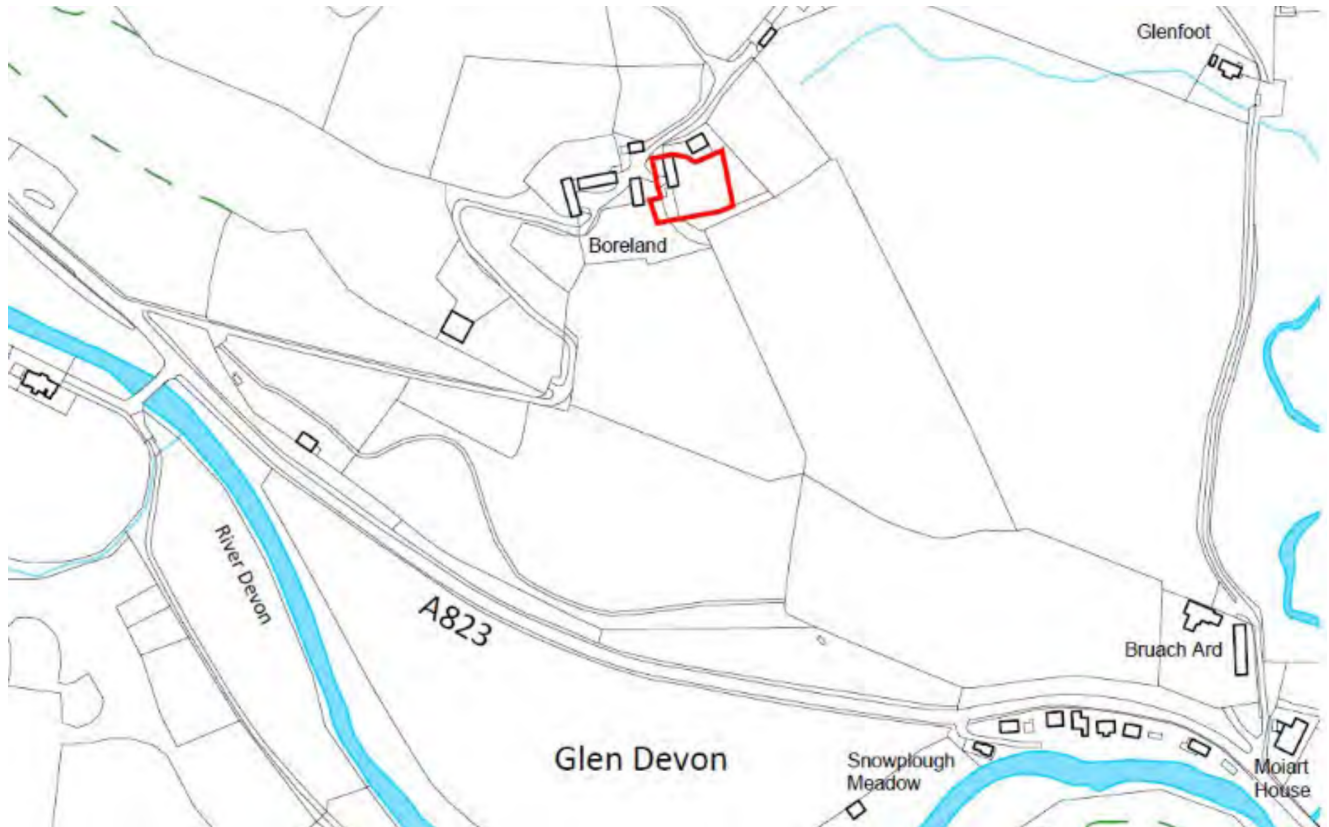 Glenfoot
Boreland
River Devon
A823
Bruach Ard
Glen Devon
Snowplough
Meadow
Moiart
House